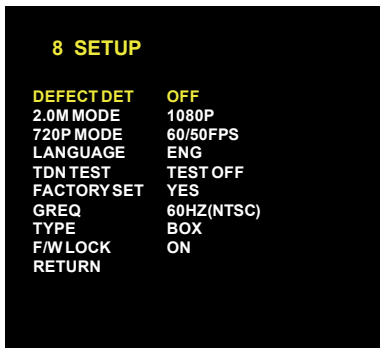 8 SETUP
DEFECT DET OFF
2.0M MODE 1080P
720P MODE 60/50FPS
LANGUAGE ENG
TDN TEST TEST OFF
FACTORY SET YES
GREQ 60HZ(NTSC)
TYPE BOX
F/W LOCK ON
RETURN